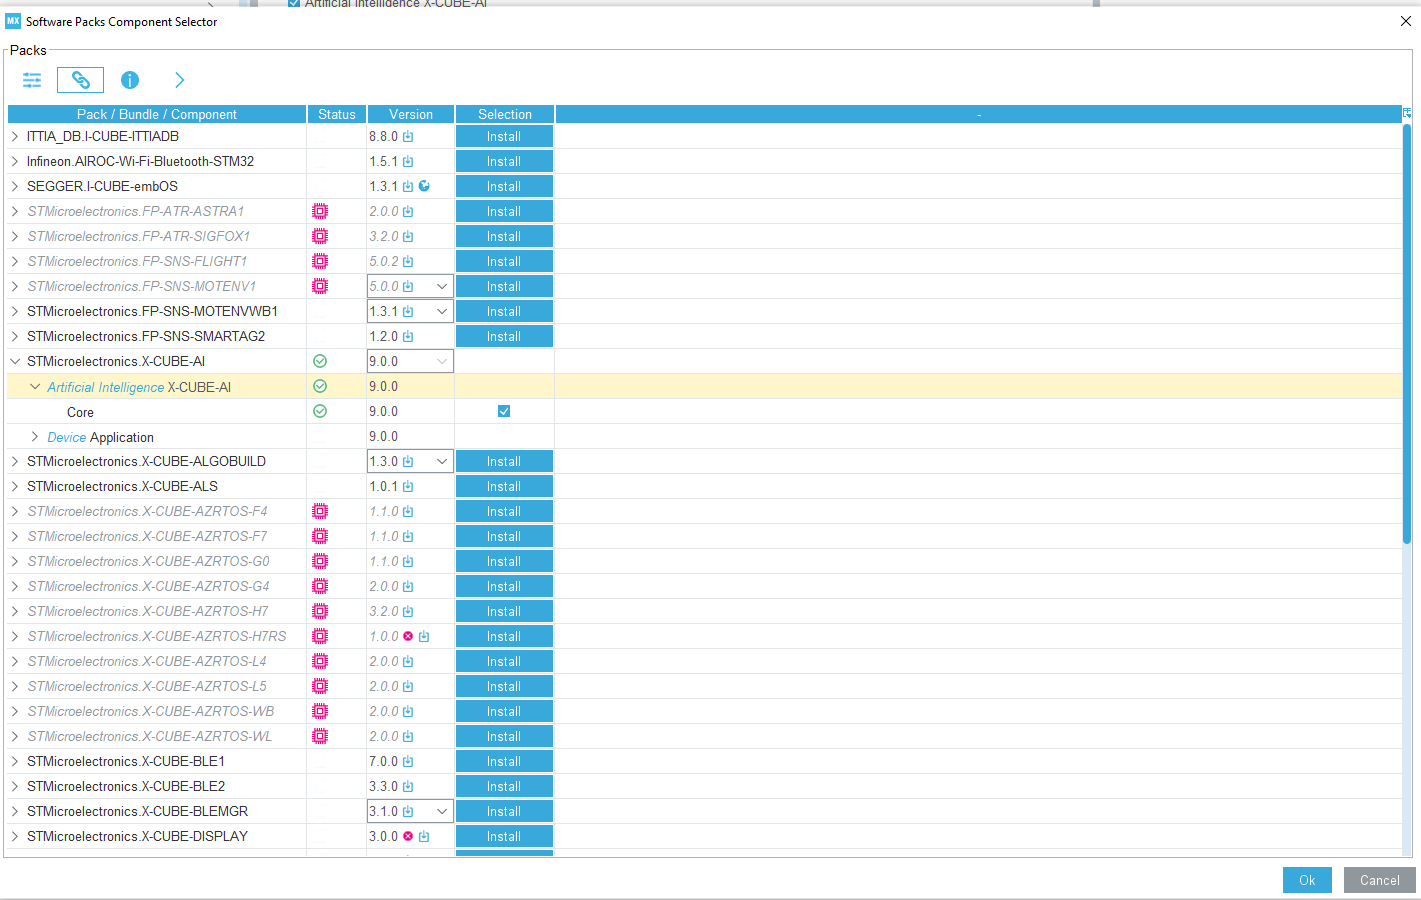 Artificial Intelligence X-CUBE-AI
MX Software Packs Component Selector
Packs
Pack / Bundle / Component Status Version Selection -
ITTIA_DB.I-CUBE-ITTIADB 8.8.0 Install
Infineon.AIROC-Wi-Fi-Bluetooth-STM32 1.5.1 Install
SEGGER.I-CUBE-embOS 1.3.1 Install
STMicroelectronics.FP-ATR-ASTRA1 2.0.0 Install
STMicroelectronics.FP-ATR-SIGFOX1 3.2.0 Install
STMicroelectronics.FP-SNS-FLIGHT1 5.0.2 Install
STMicroelectronics.FP-SNS-MOTENV1 5.0.0 Install
STMicroelectronics.FP-SNS-MOTENVWB1 1.3.1 Install
STMicroelectronics.FP-SNS-SMARTAG2 1.2.0 Install
STMicroelectronics.X-CUBE-AI 9.0.0
Artificial Intelligence X-CUBE-AI 9.0.0
Core 9.0.0
Device Application 9.0.0
STMicroelectronics.X-CUBE-ALGOBUILD 1.3.0 Install
STMicroelectronics.X-CUBE-ALS 1.0.1 Install
STMicroelectronics.X-CUBE-AZRTOS-F4 1.1.0 Install
STMicroelectronics.X-CUBE-AZRTOS-F7 1.1.0 Install
STMicroelectronics.X-CUBE-AZRTOS-G0 1.1.0 Install
STMicroelectronics.X-CUBE-AZRTOS-G4 2.0.0 Install
STMicroelectronics.X-CUBE-AZRTOS-H7 3.2.0 Install
STMicroelectronics.X-CUBE-AZRTOS-H7RS 1.0.0 Install
STMicroelectronics.X-CUBE-AZRTOS-L4 2.0.0 Install
STMicroelectronics.X-CUBE-AZRTOS-L5 2.0.0 Install
STMicroelectronics.X-CUBE-AZRTOS-WB 2.0.0 Install
STMicroelectronics.X-CUBE-AZRTOS-WL 2.0.0 Install
STMicroelectronics.X-CUBE-BLE1 7.0.0 Install
STMicroelectronics.X-CUBE-BLE2 3.3.0 Install
STMicroelectronics.X-CUBE-BLEMGR 3.1.0 Install
STMicroelectronics.X-CUBE-DISPLAY 3.0.0 Install
Ok Cancel